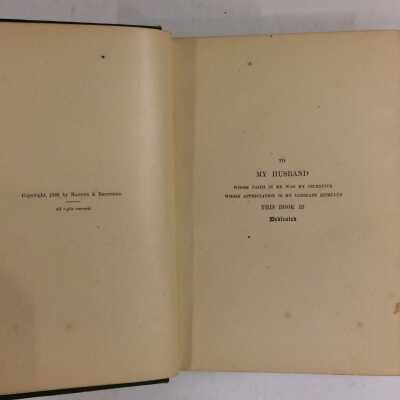 Copyright, by HARPER & BROTHERS.
All rights reserved.
TO
MY HUSBAND
WHOSE FAITH IN ME WAS MY INCENTIVE
WHOSE APPRECIATION IS MY CONSTANT STIMULUS
THIS BOOK IS
Dedicated